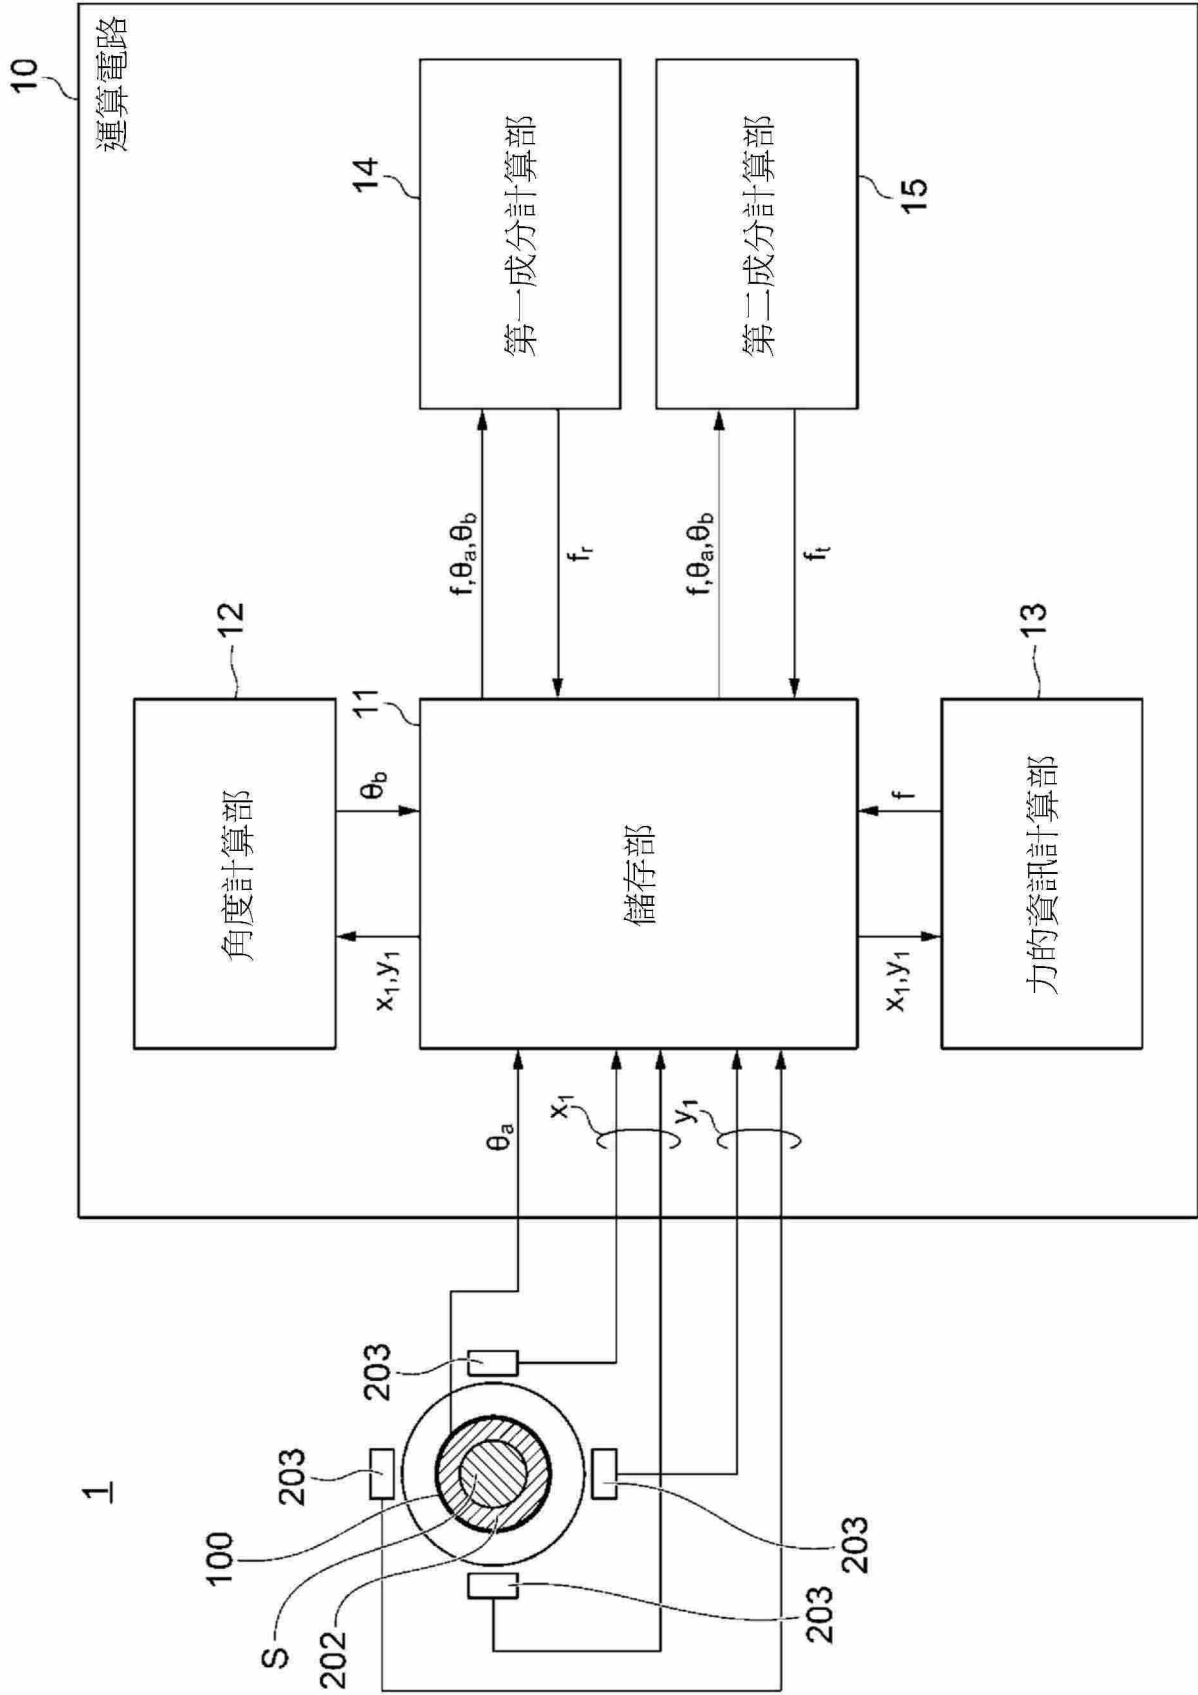 1
10
運算電路
12
角度計算部
θb
x1,y1
14
第一成分計算部
f,θa,θb
fr
11
儲存部
第二成分計算部
15
f,θa,θb
ft
13
力的資訊計算部
f
x1,y1
θa
x1
y1
203
203
100
S
202
203
203